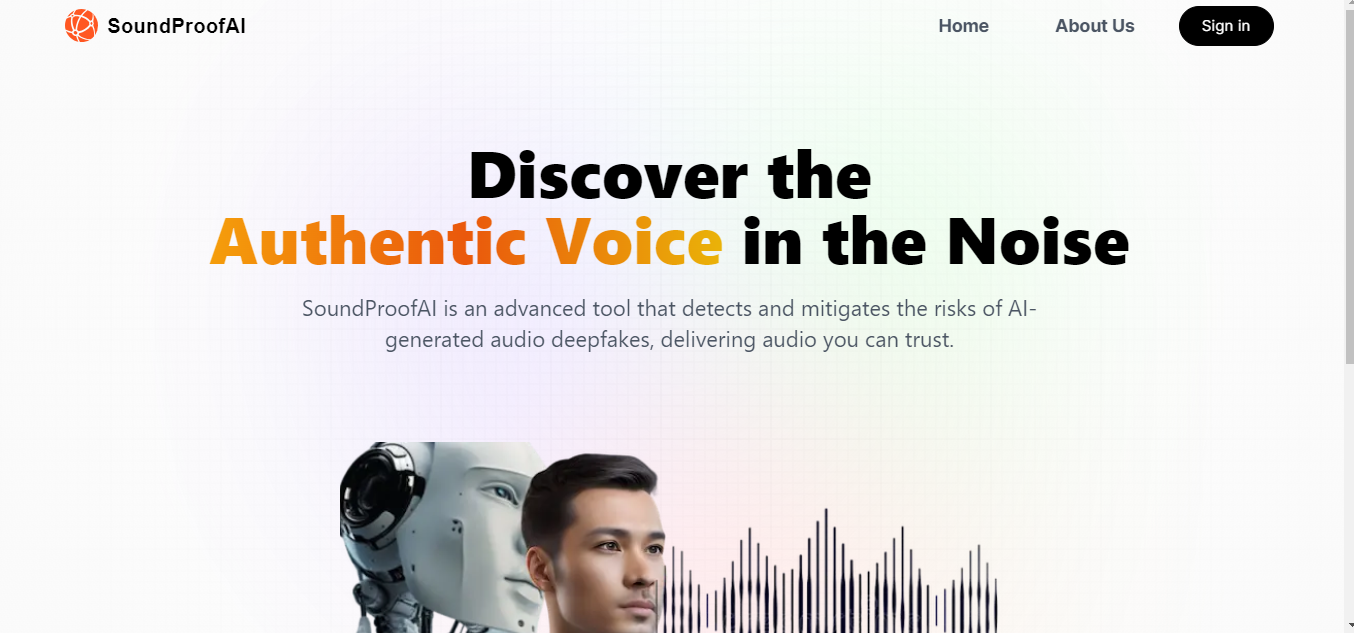 SoundProofAI
Home
About Us
Sign in
Discover the
Authentic Voice in the Noise
SoundProofAI is an advanced tool that detects and mitigates the risks of AI-
generated audio deepfakes, delivering audio you can trust.